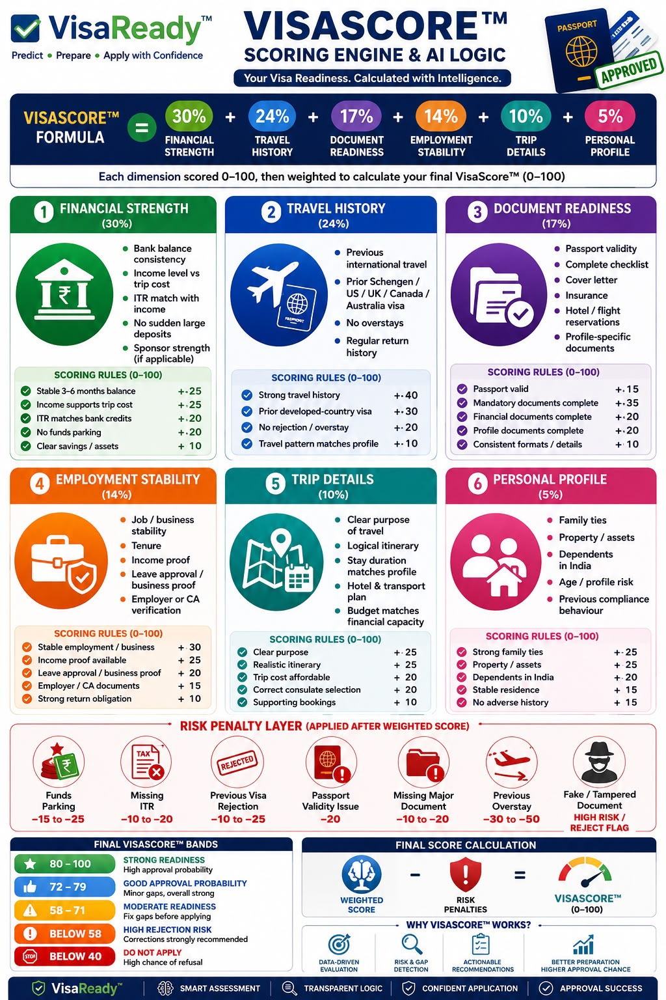 VisaReady™
Predict • Prepare • Apply with Confidence
VISASCORE™
SCORING ENGINE & AI LOGIC
Your Visa Readiness. Calculated with Intelligence.
PASSPORT
APPROVED
VISASCORE™
FORMULA
=
30%
FINANCIAL
STRENGTH
+
24%
TRAVEL
HISTORY
+
17%
DOCUMENT
READINESS
+
14%
EMPLOYMENT
STABILITY
+
10%
TRIP
DETAILS
+
5%
PERSONAL
PROFILE
Each dimension scored 0–100, then weighted to calculate your final VisaScore™ (0–100)
1 FINANCIAL STRENGTH
(30%)
₹
• Bank balance
consistency
• Income level vs
trip cost
• ITR match with
income
• No sudden large
deposits
• Sponsor strength
(if applicable)
SCORING RULES (0–100)
Stable 3–6 months balance + 25
Income supports trip cost + 25
ITR matches bank credits + 20
No funds parking + 20
Clear savings / assets + 10
2 TRAVEL HISTORY
(24%)
• Previous
international travel
• Prior Schengen /
US / UK / Canada /
Australia visa
• No overstays
• Regular return
history
SCORING RULES (0–100)
Strong travel history + 40
Prior developed-country visa + 30
No rejection / overstay + 20
Travel pattern matches profile + 10
3 DOCUMENT READINESS
(17%)
• Passport validity
• Complete checklist
• Cover letter
• Insurance
• Hotel / flight
reservations
• Profile-specific
documents
SCORING RULES (0–100)
Passport valid + 15
Mandatory documents complete + 35
Financial documents complete + 20
Profile documents complete + 20
Consistent formats / details + 10
4 EMPLOYMENT STABILITY
(14%)
• Job / business
stability
• Tenure
• Income proof
• Leave approval /
business proof
• Employer or CA
verification
SCORING RULES (0–100)
Stable employment / business + 30
Income proof available + 25
Leave approval / business proof + 20
Employer / CA documents + 15
Strong return obligation + 10
5 TRIP DETAILS
(10%)
• Clear purpose
of travel
• Logical itinerary
• Stay duration
matches profile
• Hotel & transport
plan
• Budget matches
financial capacity
SCORING RULES (0–100)
Clear purpose + 25
Realistic itinerary + 25
Trip cost affordable + 20
Correct consulate selection + 20
Supporting bookings + 10
6 PERSONAL PROFILE
(5%)
• Family ties
• Property / assets
• Dependents
in India
• Age / profile risk
• Previous compliance
behaviour
SCORING RULES (0–100)
Strong family ties + 25
Property / assets + 25
Dependents in India + 20
Stable residence + 15
No adverse history + 15
RISK PENALTY LAYER (APPLIED AFTER WEIGHTED SCORE)
₹
Funds
Parking
–15 to –25
TAX
Missing
ITR
–10 to –20
REJECTED
Previous Visa
Rejection
–10 to –25
Passport
Validity Issue
–20
Missing Major
Document
–10 to –20
Previous
Overstay
–30 to –50
Fake / Tampered
Document
HIGH RISK /
REJECT FLAG
FINAL VISASCORE™ BANDS
80 – 100
STRONG READINESS
High approval probability
72 – 79
GOOD APPROVAL PROBABILITY
Minor gaps, overall strong
58 – 71
MODERATE READINESS
Fix gaps before applying
BELOW 58
HIGH REJECTION RISK
Corrections strongly recommended
STOP
BELOW 40
DO NOT APPLY
High chance of refusal
FINAL SCORE CALCULATION
WEIGHTED
SCORE
–
RISK
PENALTIES
=
VISASCORE™
(0–100)
WHY VISASCORE™ WORKS?
DATA-DRIVEN
EVALUATION
RISK & GAP
DETECTION
ACTIONABLE
RECOMMENDATIONS
BETTER PREPARATION
HIGHER APPROVAL CHANCE
VisaReady™
SMART ASSESSMENT
TRANSPARENT LOGIC
CONFIDENT APPLICATION
APPROVAL SUCCESS